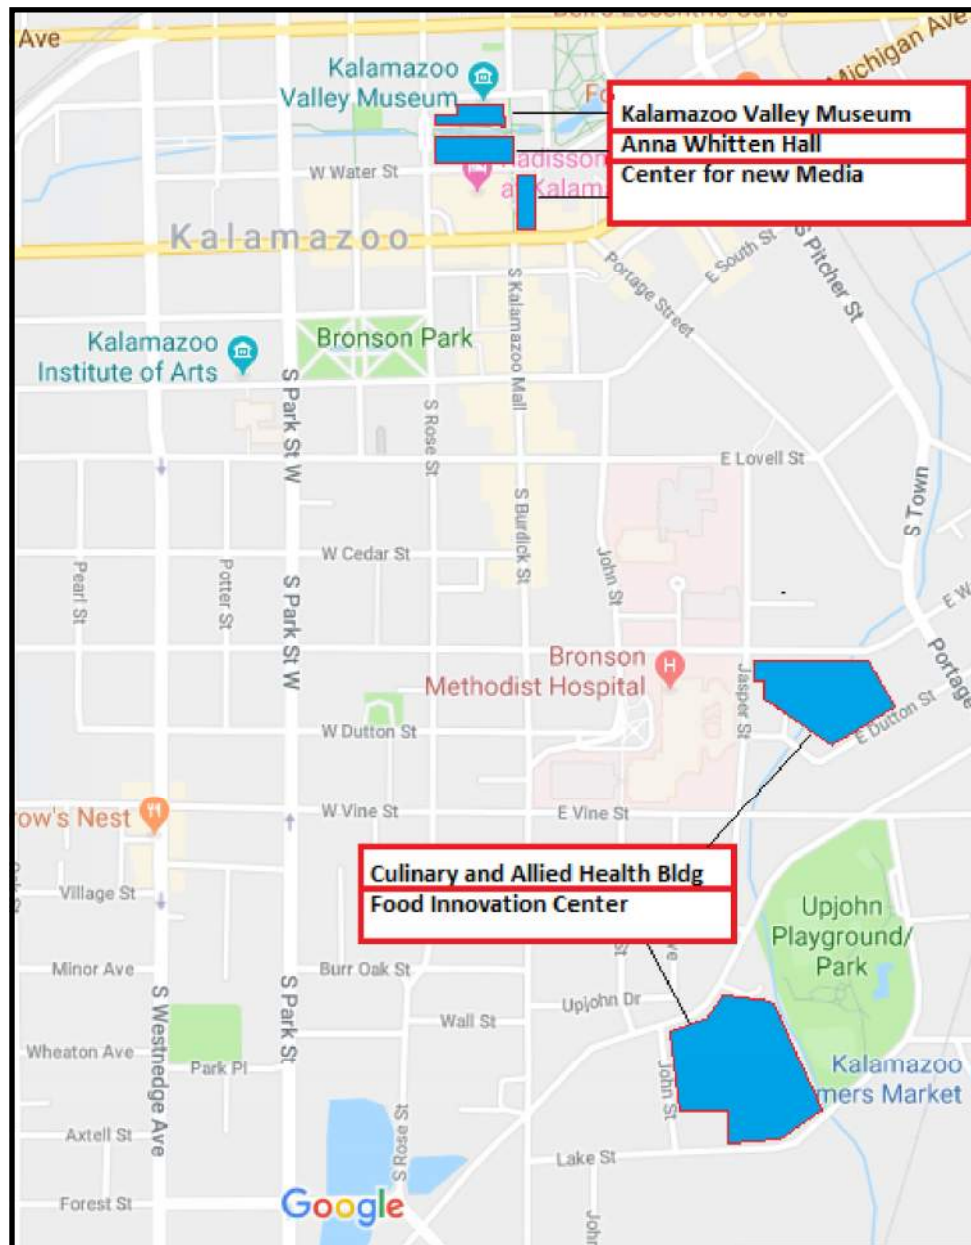 Ave
Kalamazoo
Valley Museum
Michigan Ave
Kalamazoo Valley Museum
Anna Whitten Hall
Center for new Media
W Water St
Kalamazoo
S Pitcher St
E South St
Portage Street
S Kalamazoo Mall
Bronson Park
Kalamazoo
Institute of Arts
S Park St W
S Rose St
E Lovell St
S Town
S Burdick St
W Cedar St
John St
Pearl St
Potter St
S Park St W
E W
Bronson
Methodist Hospital
H
Jasper St
Portage
E Dutton St
W Dutton St
W Vine St
E Vine St
row's Nest
Culinary and Allied Health Bldg
Food Innovation Center
Village St
Upjohn
Playground/
Park
Minor Ave
Burr Oak St
S Westnedge Ave
S Park St
Upjohn Dr
Wall St
Wheaton Ave
Park Pl
Kalamazoo
mers Market
John St
Axtell St
S Rose St
Lake St
Forest St
Google
John